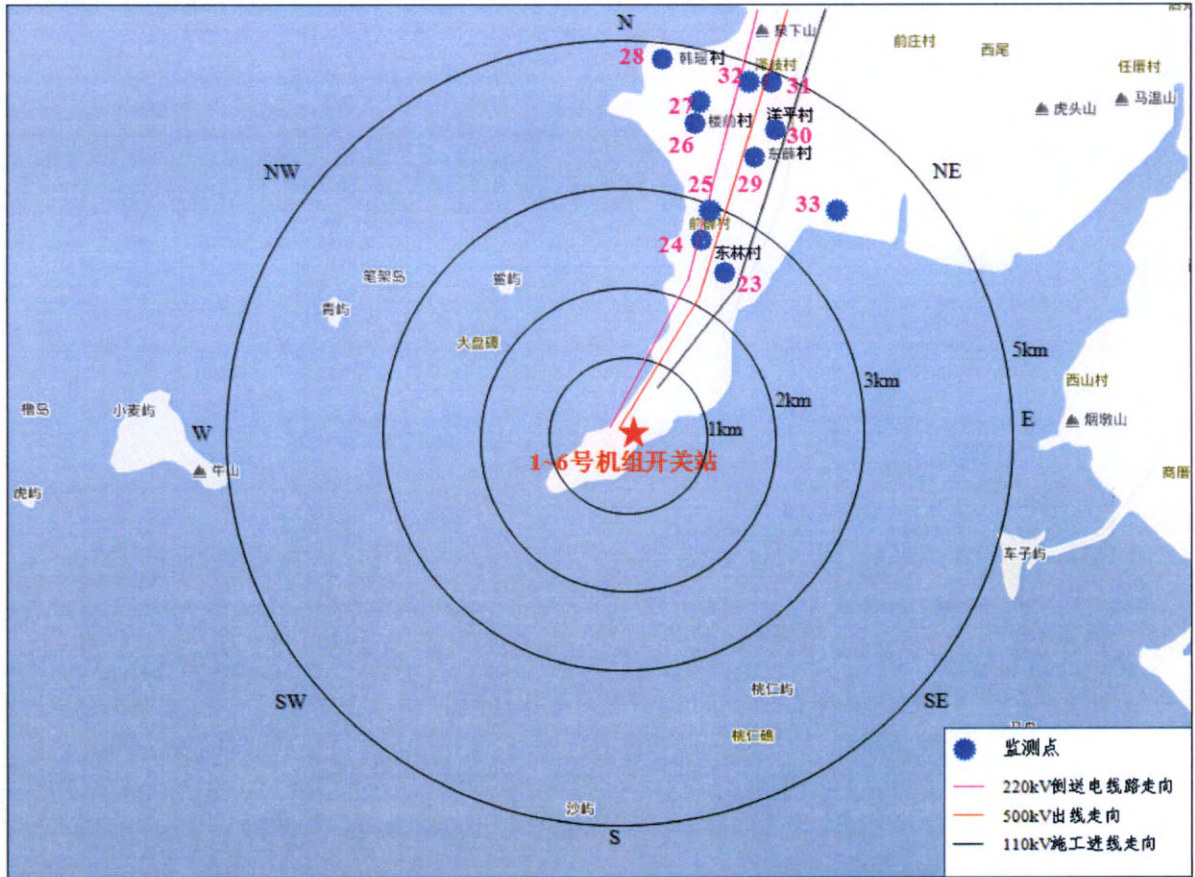 N
泉下山
前庄村
西尾
任厝村
28
韩瑶村
32
泽岐村
31
虎头山
马温山
27
楼前村
洋平村
26
30
东薛村
NW
NE
25
29
33
前薛村
24
东林村
23
笔架岛
鲎屿
青屿
大盘礁
5km
3km
西山村
2km
檐岛
小麦屿
W
1km
E
烟墩山
牛山
1~6号机组开关站
商厝
虎屿
车子屿
SW
桃仁屿
SE
桃仁礁
沙屿
S
监测点
220kV倒送电线路走向
500kV出线走向
110kV施工进线走向